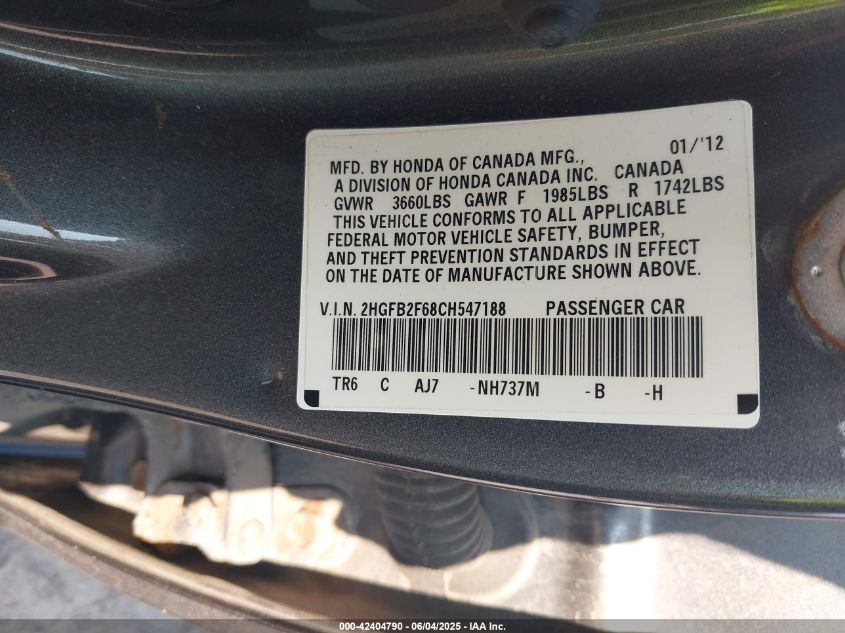 01/'12
MFD. BY HONDA OF CANADA MFG.,
A DIVISION OF HONDA CANADA INC. CANADA
GVWR 3660LBS GAWR F 1985LBS R 1742LBS
THIS VEHICLE CONFORMS TO ALL APPLICABLE
FEDERAL MOTOR VEHICLE SAFETY, BUMPER,
AND THEFT PREVENTION STANDARDS IN EFFECT
ON THE DATE OF MANUFACTURE SHOWN ABOVE.
V.I.N. 2HGFB2F68CH547188 PASSENGER CAR
TR6 C AJ7 -NH737M -B -H
000-42404790 - 06/04/2025 - IAA Inc.